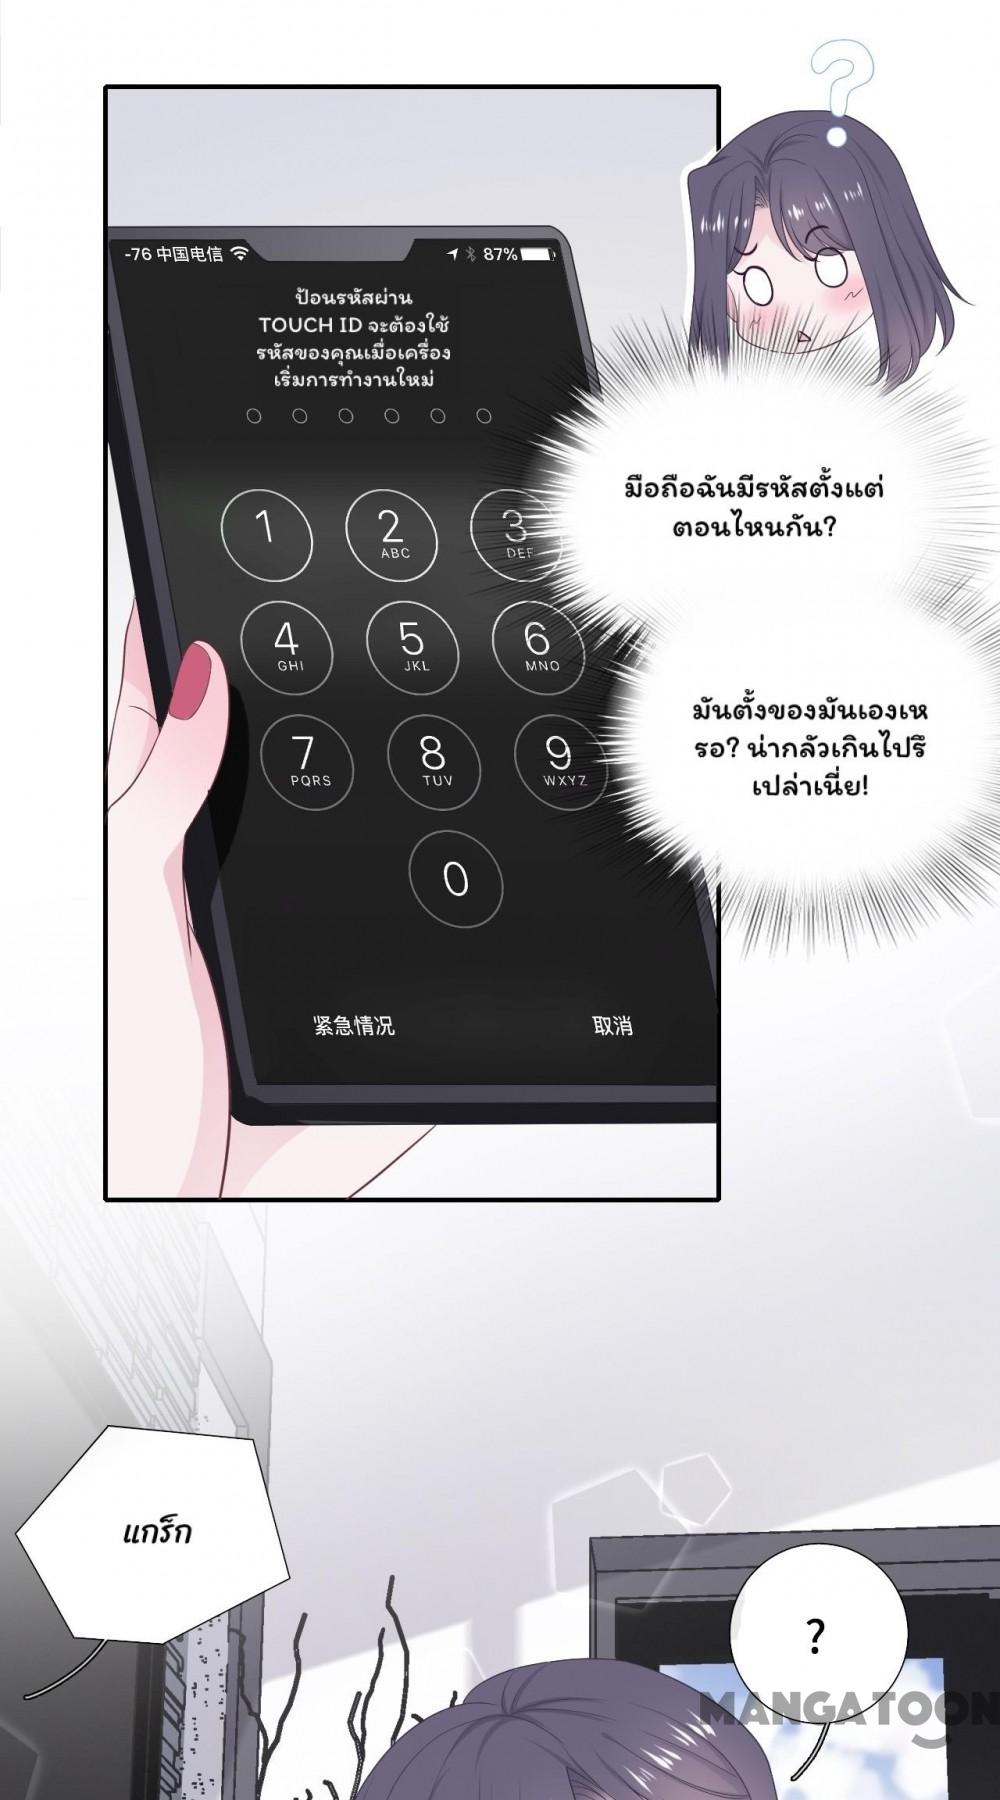 ?
-76 中国电信 87%
ป้อนรหัสผ่าน
TOUCH ID จะต้องใช้
รหัสของคุณเมื่อเครื่อง
เริ่มการทำงานใหม่
มือถือฉันมีรหัสตั้งแต่
ตอนไหนกัน?
1 2 3
ABC DEF
4 5 6
GHI JKL MNO
มันตั้งของมันเองเห
รอ? น่ากลัวเกินไปรึ
เปล่าเนี่ย!
7 8 9
PQRS TUV WXYZ
0
紧急情况 取消
แกร็ก
?
MANGATOON